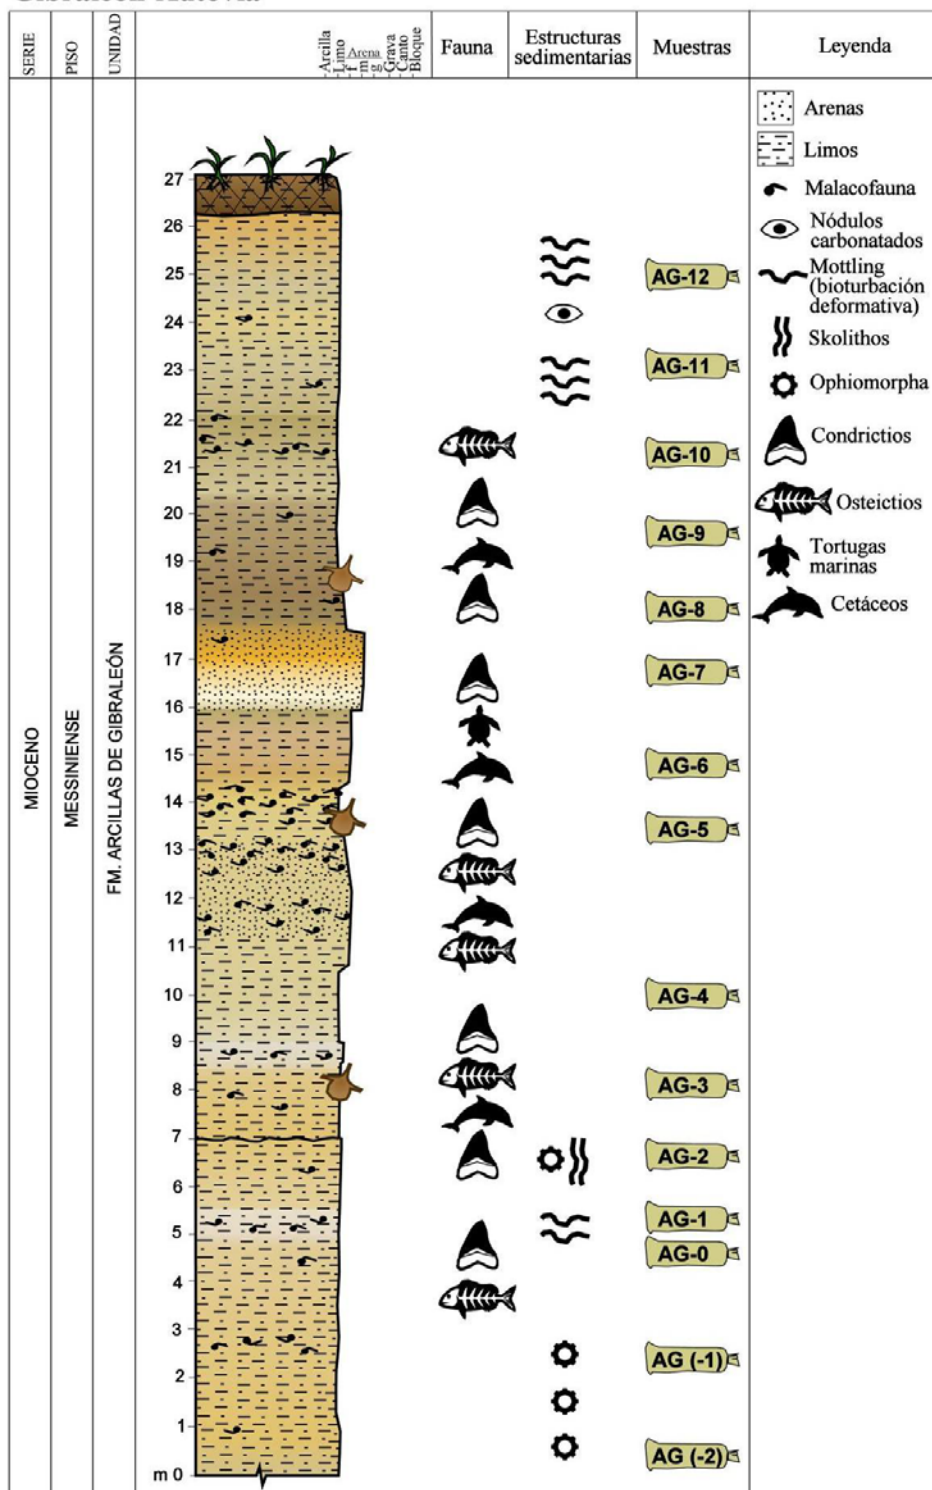 SERIE
PISO
UNIDAD
Arcilla
Limo
f
Arena
m
g
Grava
Canto
Bloque
Fauna
Estructuras
sedimentarias
Muestras
Leyenda
MIOCENO
MESSINIENSE
FM. ARCILLAS DE GIBRALEÓN
27
26
25
24
23
22
21
20
19
18
17
16
15
14
13
12
11
10
9
8
7
6
5
4
3
2
1
m 0
AG-12
AG-11
AG-10
AG-9
AG-8
AG-7
AG-6
AG-5
AG-4
AG-3
AG-2
AG-1
AG-0
AG (-1)
AG (-2)
Arenas
Limos
Malacofauna
Nódulos
carbonatados
Mottling
(bioturbación
deformativa)
Skolithos
Ophiomorpha
Condrictios
Osteictios
Tortugas
marinas
Cetáceos